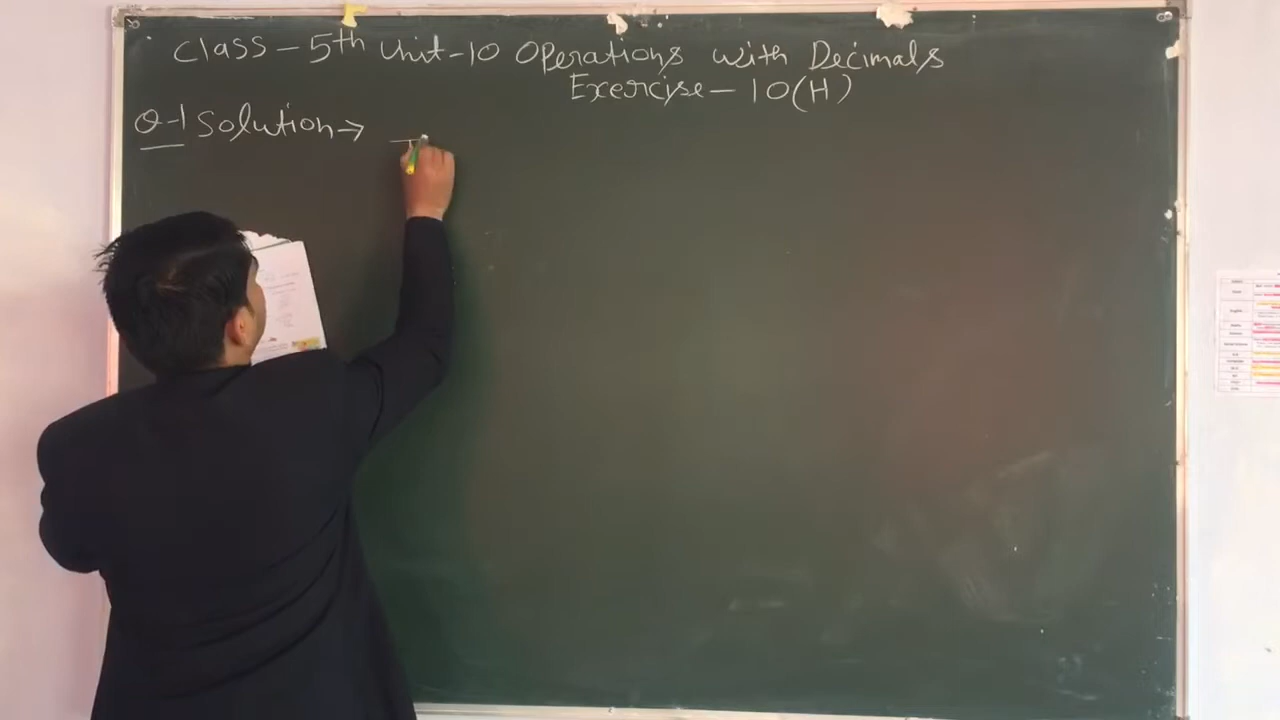 Class - 5th Unit-10 Operations with Decimals
Exercise - 10(H)
Q-1 Solution →